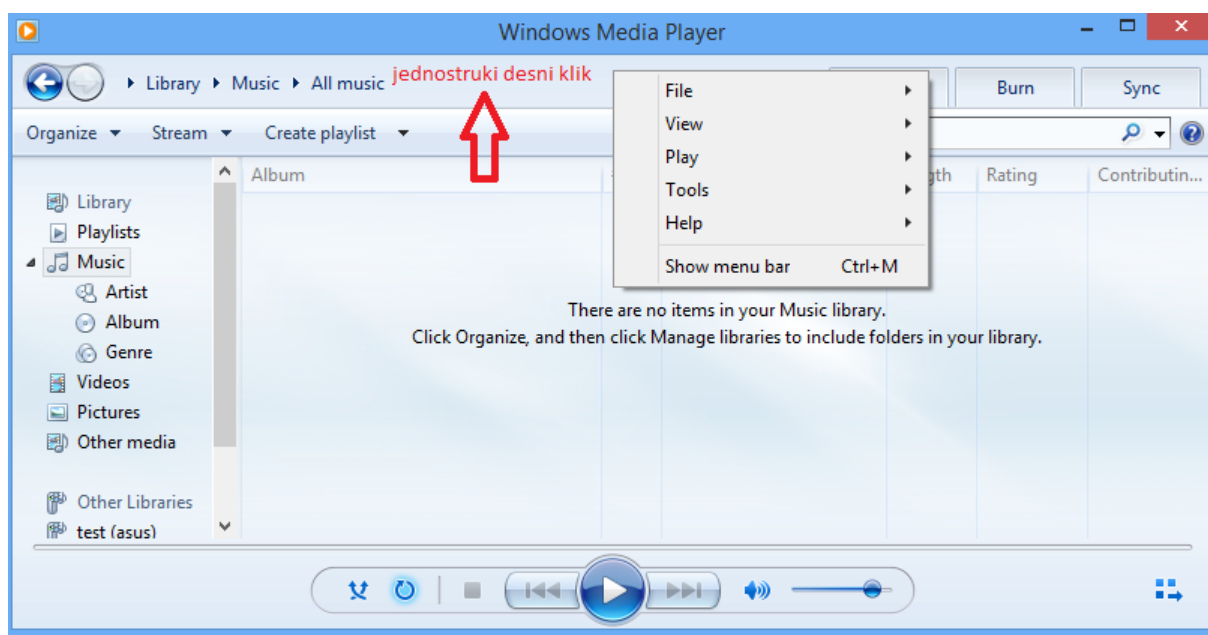 Windows Media Player
Library Music All music
jednostruki desni klik
Burn
Sync
Organize
Stream
Create playlist
File
View
Play
Tools
Help
Show menu bar Ctrl+M
Album
Rating
Contributin...
Library
Playlists
Music
Artist
Album
Genre
Videos
Pictures
Other media
Other Libraries
test (asus)
There are no items in your Music library.
Click Organize, and then click Manage libraries to include folders in your library.